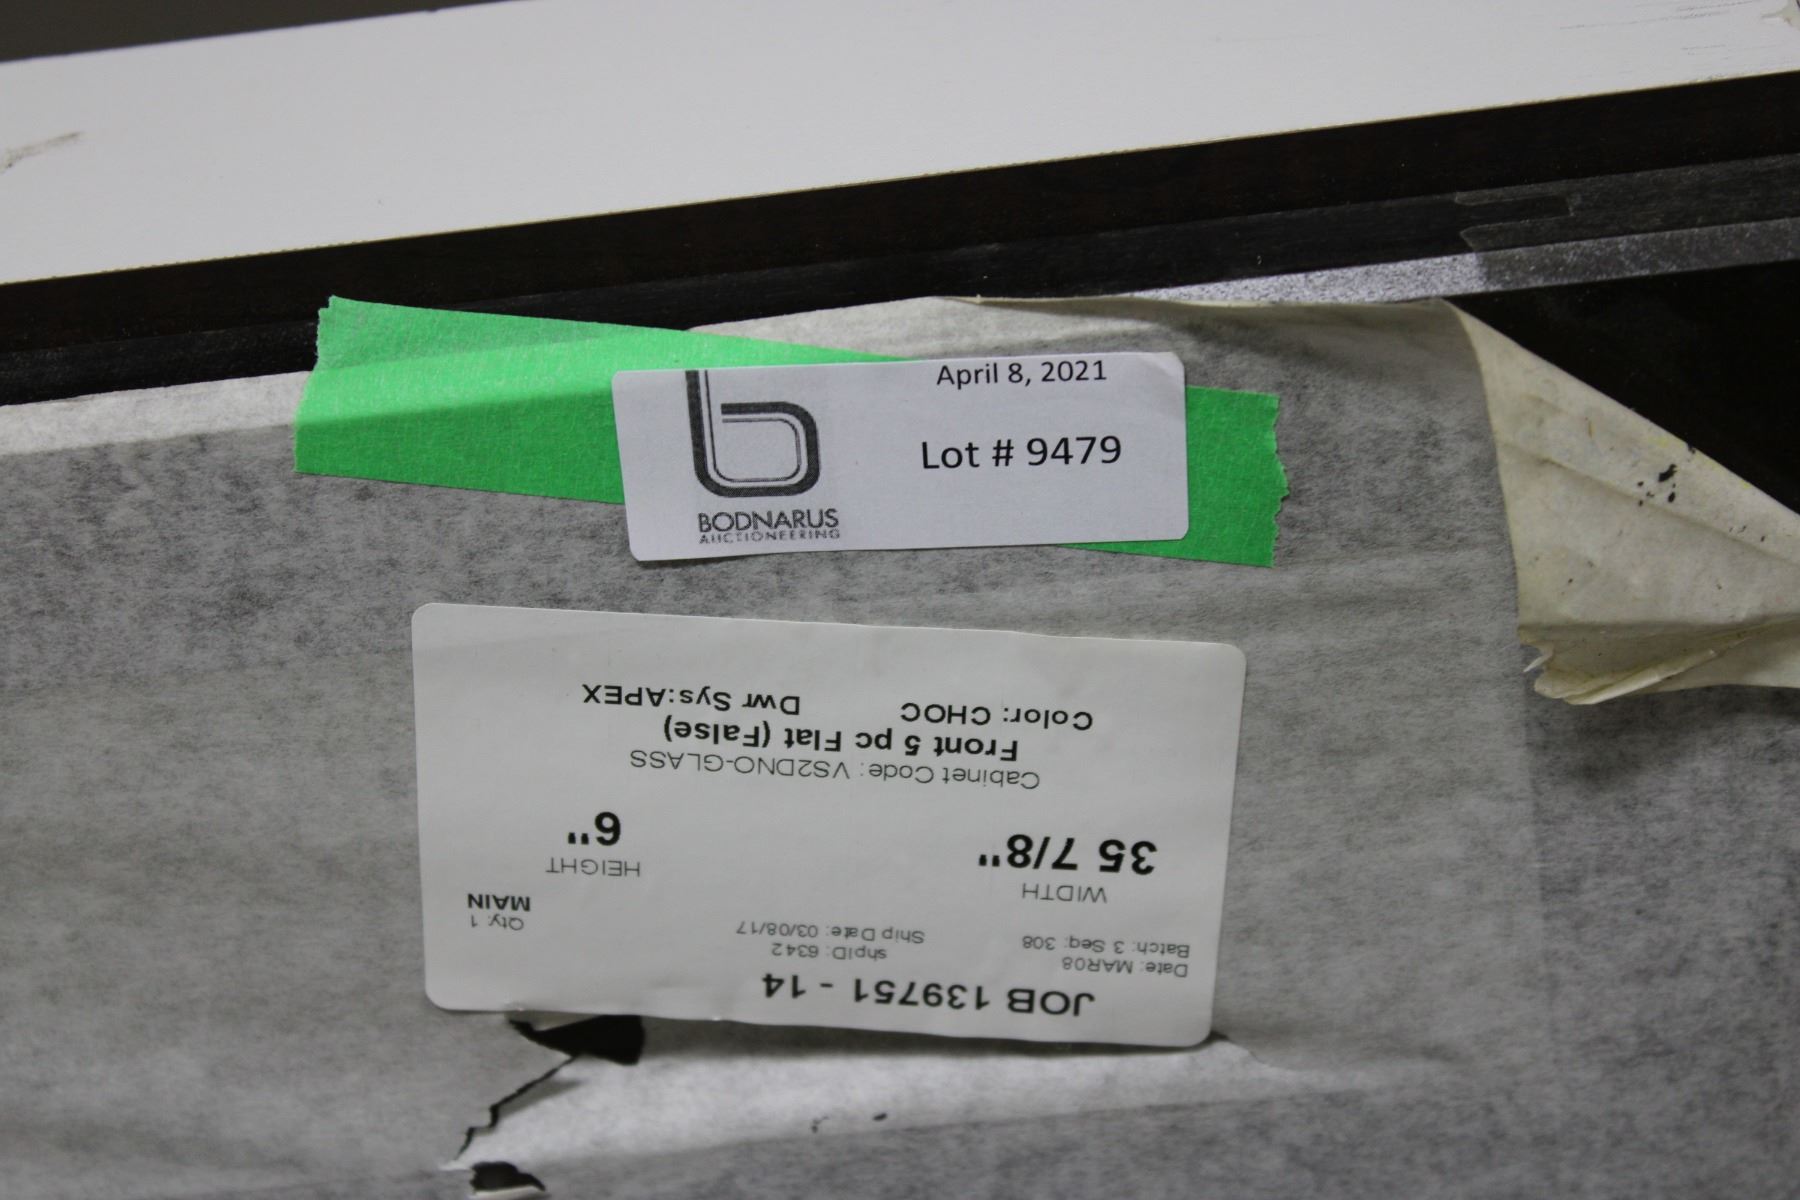 April 8, 2021
Lot # 9479
BODNARUS
AUCTIONEERING
JOB 139751 - 14
Date: MAR08 shpID: 6342
Batch: 3 Seq: 308 Ship Date: 03/08/17
Qty: 1
MAIN
WIDTH HEIGHT
35 7/8" 6"
Cabinet Code: VS2DNO-GLASS
Front 5 pc Flat (False)
Color: CHOC Dwr Sys:APEX